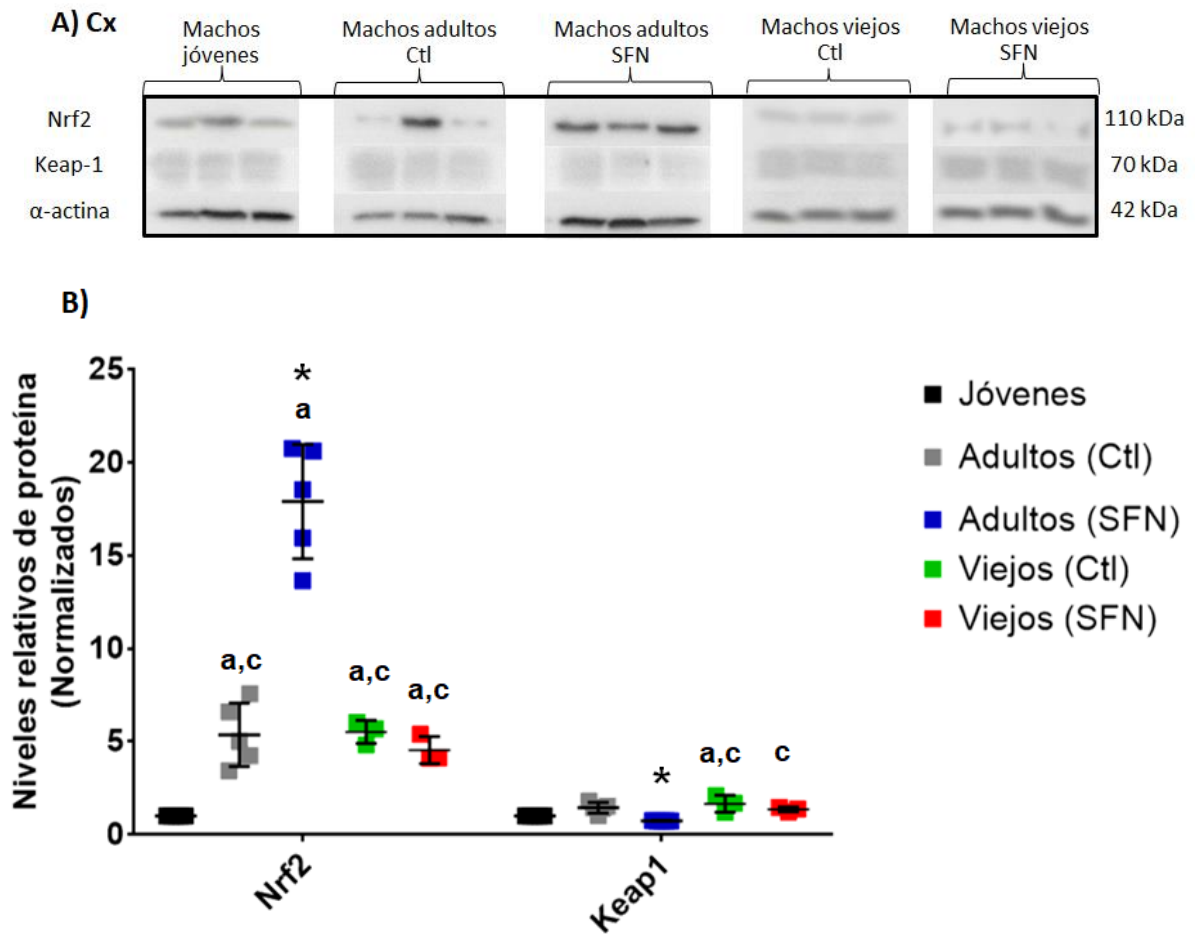 A) Cx
Machos jóvenes
Machos adultos Ctl
Machos adultos SFN
Machos viejos Ctl
Machos viejos SFN
Nrf2
110 kDa
Keap-1
70 kDa
α-actina
42 kDa
B)
Niveles relativos de proteína
(Normalizados)
25
20
15
10
5
0
*
a
a,c
a,c
a,c
*
a,c
c
Nrf2
Keap1
Jóvenes
Adultos (Ctl)
Adultos (SFN)
Viejos (Ctl)
Viejos (SFN)